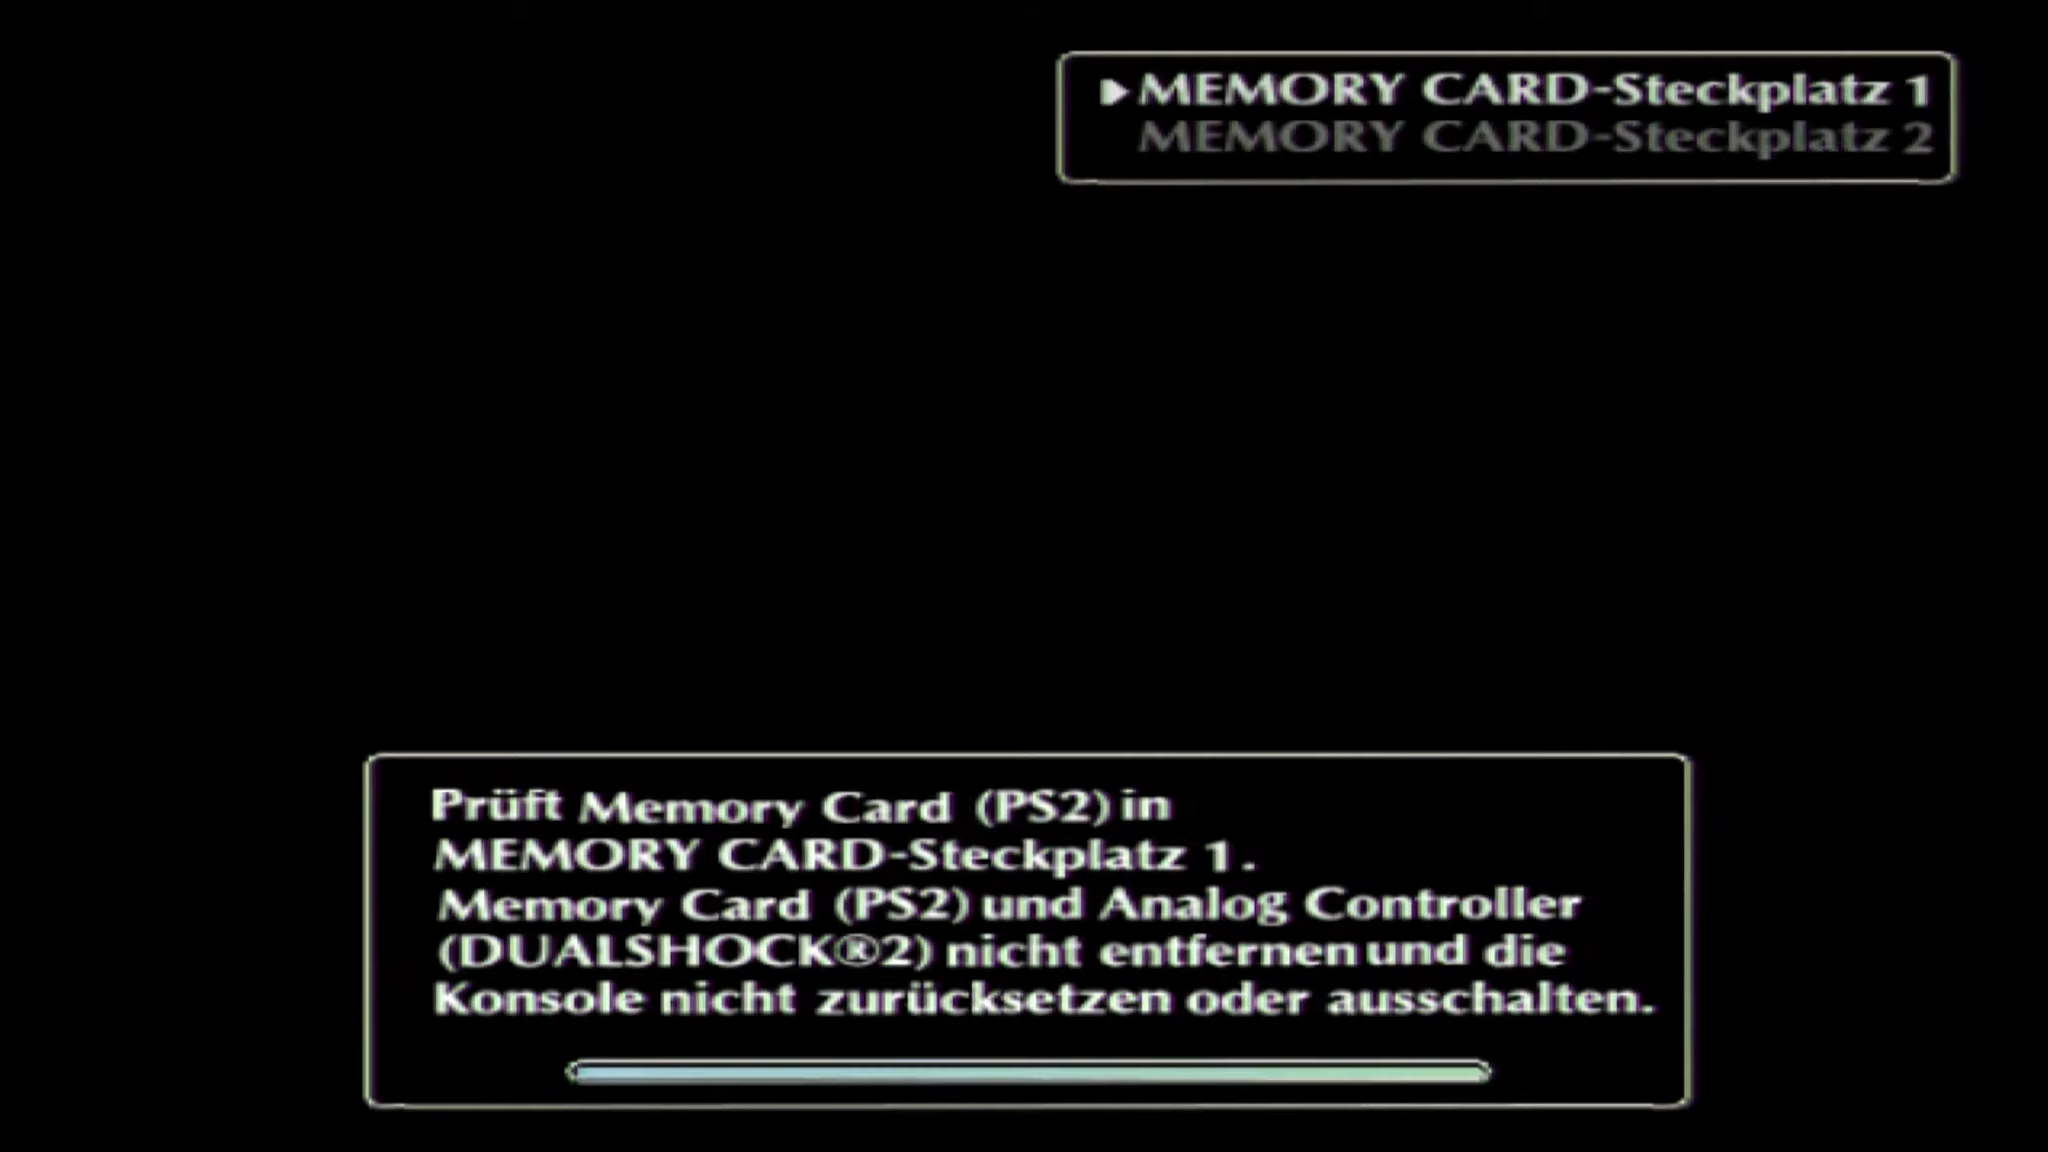 MEMORY CARD-Steckplatz 1
MEMORY CARD-Steckplatz 2
Prüft Memory Card (PS2) in
MEMORY CARD-Steckplatz 1.
Memory Card (PS2) und Analog Controller
(DUALSHOCK®2) nicht entfernen und die
Konsole nicht zurücksetzen oder ausschalten.